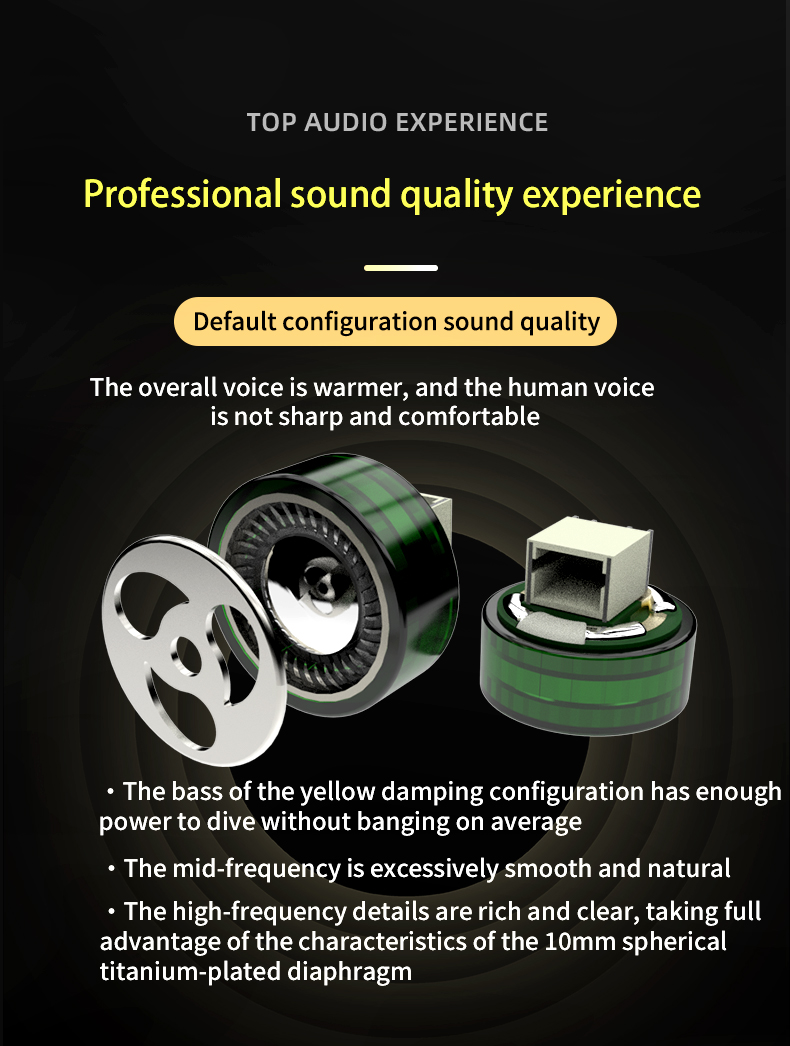 TOP AUDIO EXPERIENCE
Professional sound quality experience
Default configuration sound quality
The overall voice is warmer, and the human voice
is not sharp and comfortable
・The bass of the yellow damping configuration has enough
power to dive without banging on average
・The mid-frequency is excessively smooth and natural
・The high-frequency details are rich and clear, taking full
advantage of the characteristics of the 10mm spherical
titanium-plated diaphragm